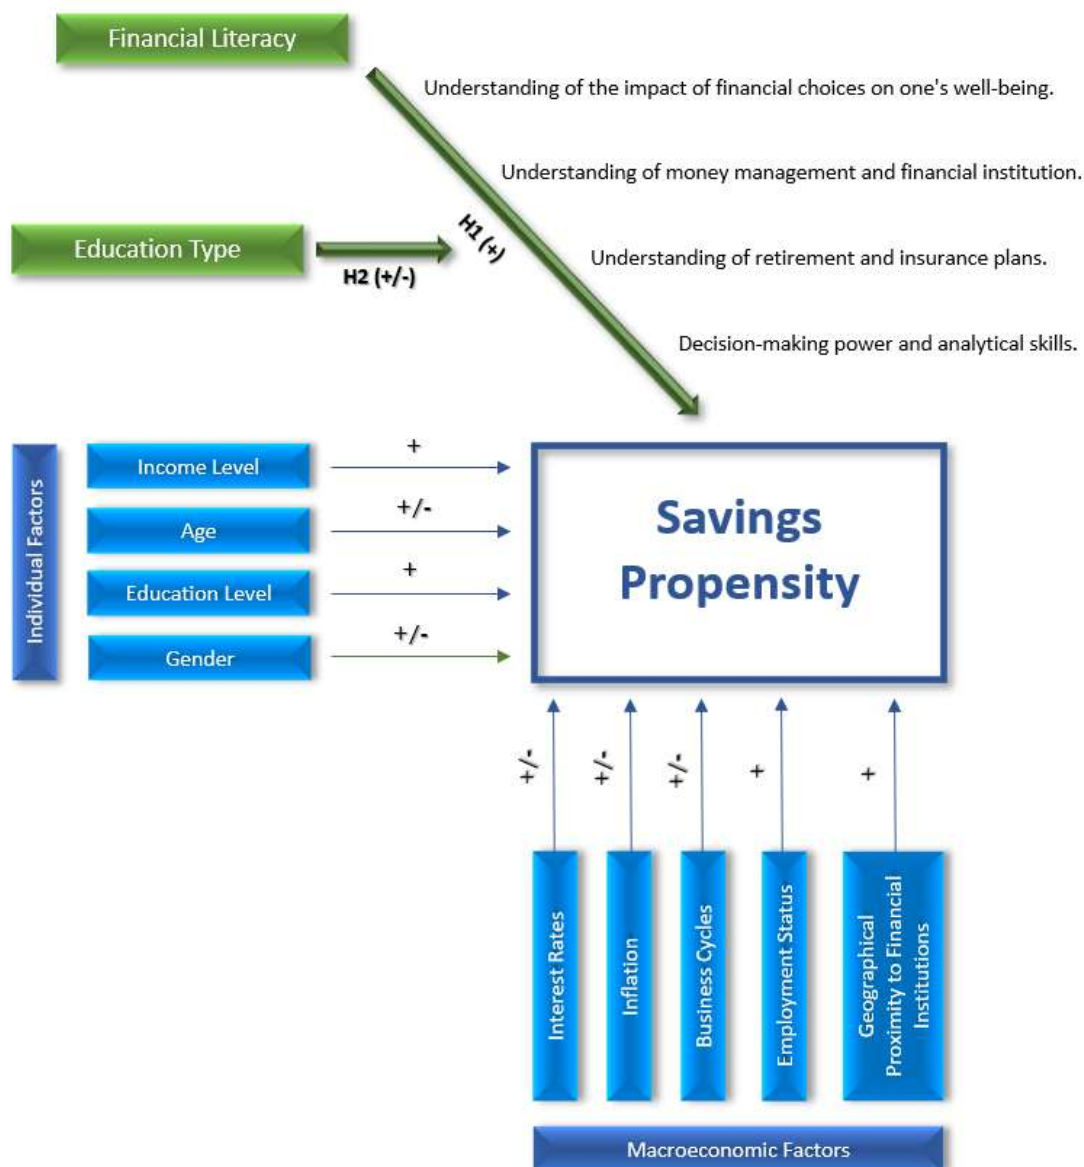 Financial Literacy
Understanding of the impact of financial choices on one's well-being.
Understanding of money management and financial institution.
H1 (+)
Education Type
H2 (+/-)
Understanding of retirement and insurance plans.
Decision-making power and analytical skills.
Individual Factors
Income Level
+
Age
+/-
Education Level
+
Gender
+/-
Savings
Propensity
+/-
+/-
+/-
+
+
Interest Rates
Inflation
Business Cycles
Employment Status
Geographical
Proximity to Financial
Institutions
Macroeconomic Factors